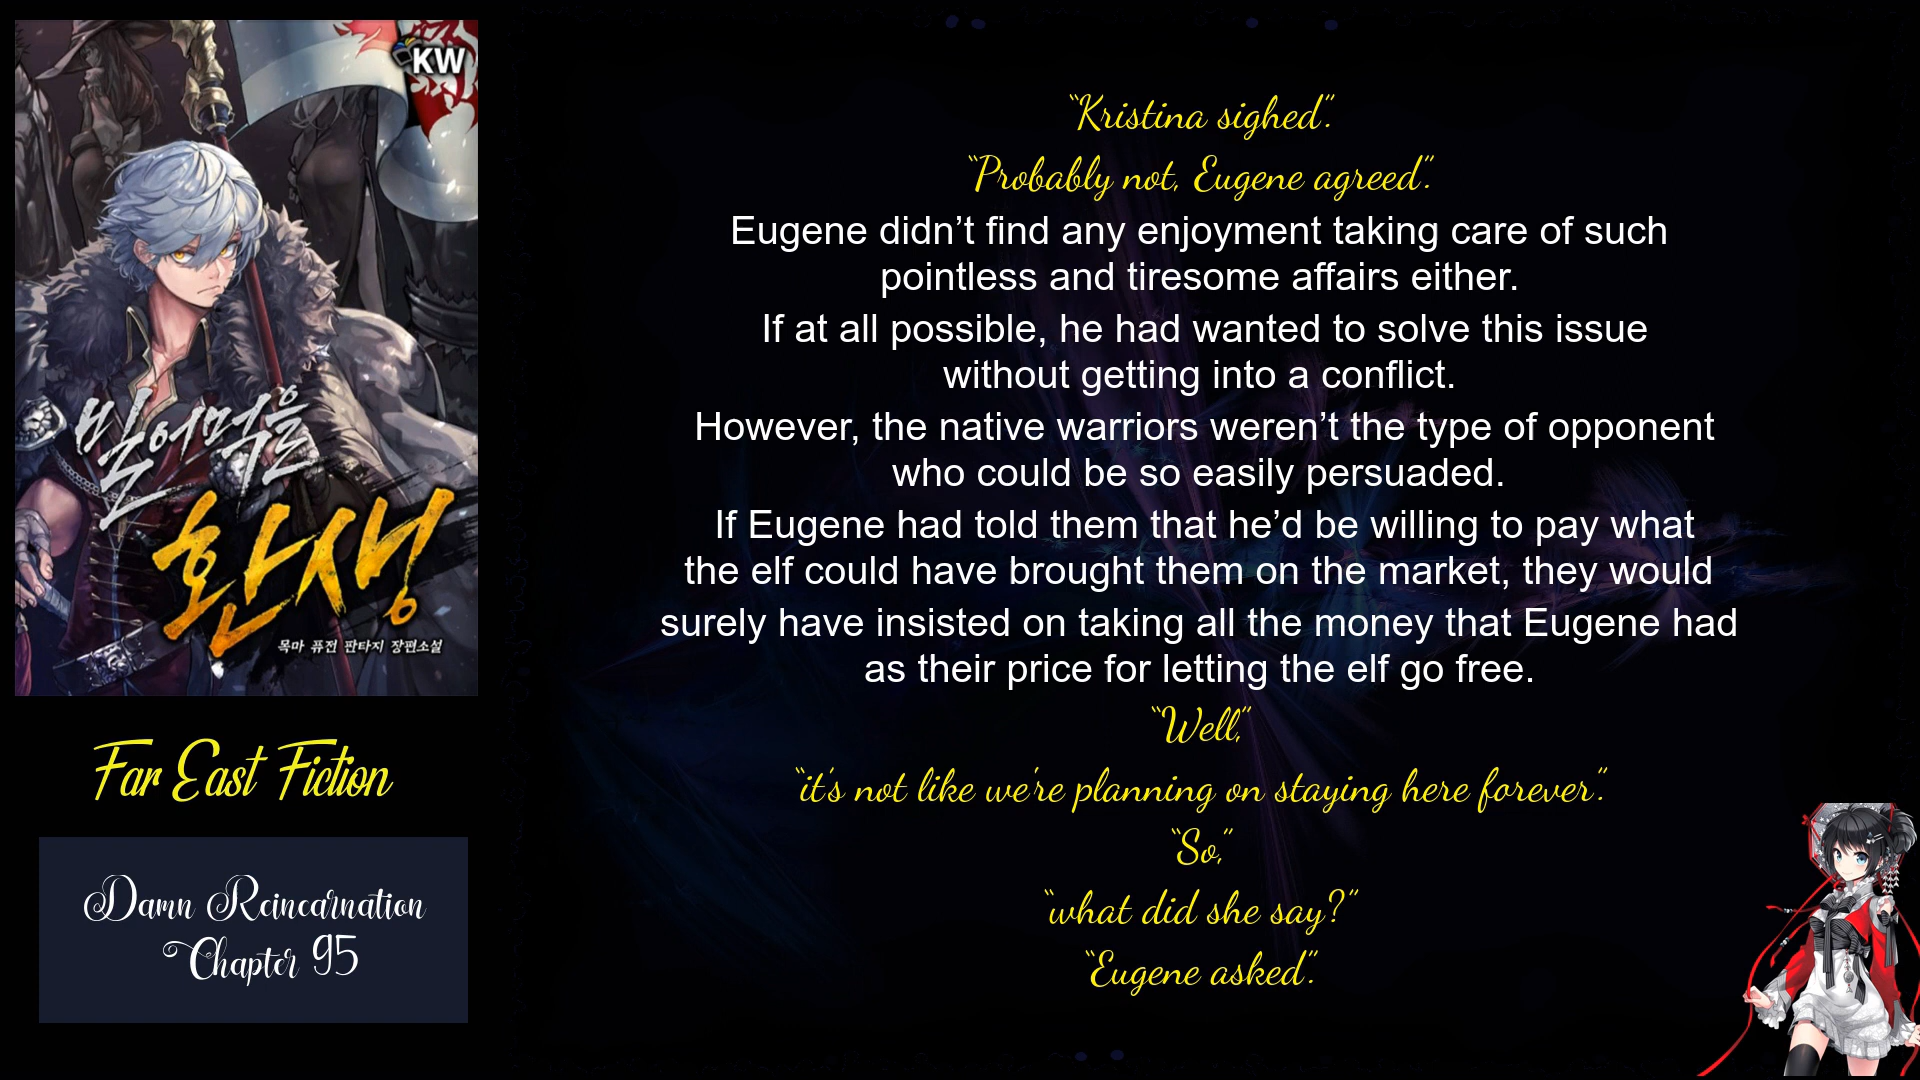 KW
빌어먹을
환생
목마 퓨전 판타지 장편소설
Far East Fiction
Damn Reincarnation
Chapter 95
“Kristina sighed”.
“Probably not, Eugene agreed”.
Eugene didn’t find any enjoyment taking care of such
pointless and tiresome affairs either.
If at all possible, he had wanted to solve this issue
without getting into a conflict.
However, the native warriors weren’t the type of opponent
who could be so easily persuaded.
If Eugene had told them that he’d be willing to pay what
the elf could have brought them on the market, they would
surely have insisted on taking all the money that Eugene had
as their price for letting the elf go free.
“Well,”
“it’s not like we’re planning on staying here forever”.
“So,”
“what did she say?”
“Eugene asked”.